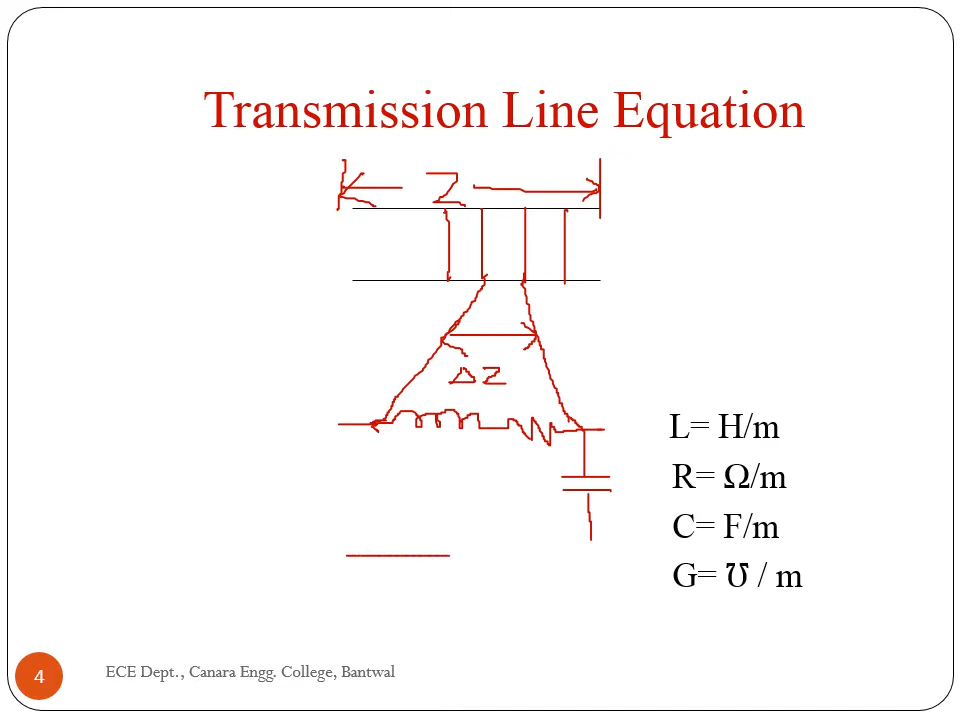 Transmission Line Equation
Z
ΔZ
L= H/m
R= Ω/m
C= F/m
G= ℧ / m
4
ECE Dept., Canara Engg. College, Bantwal